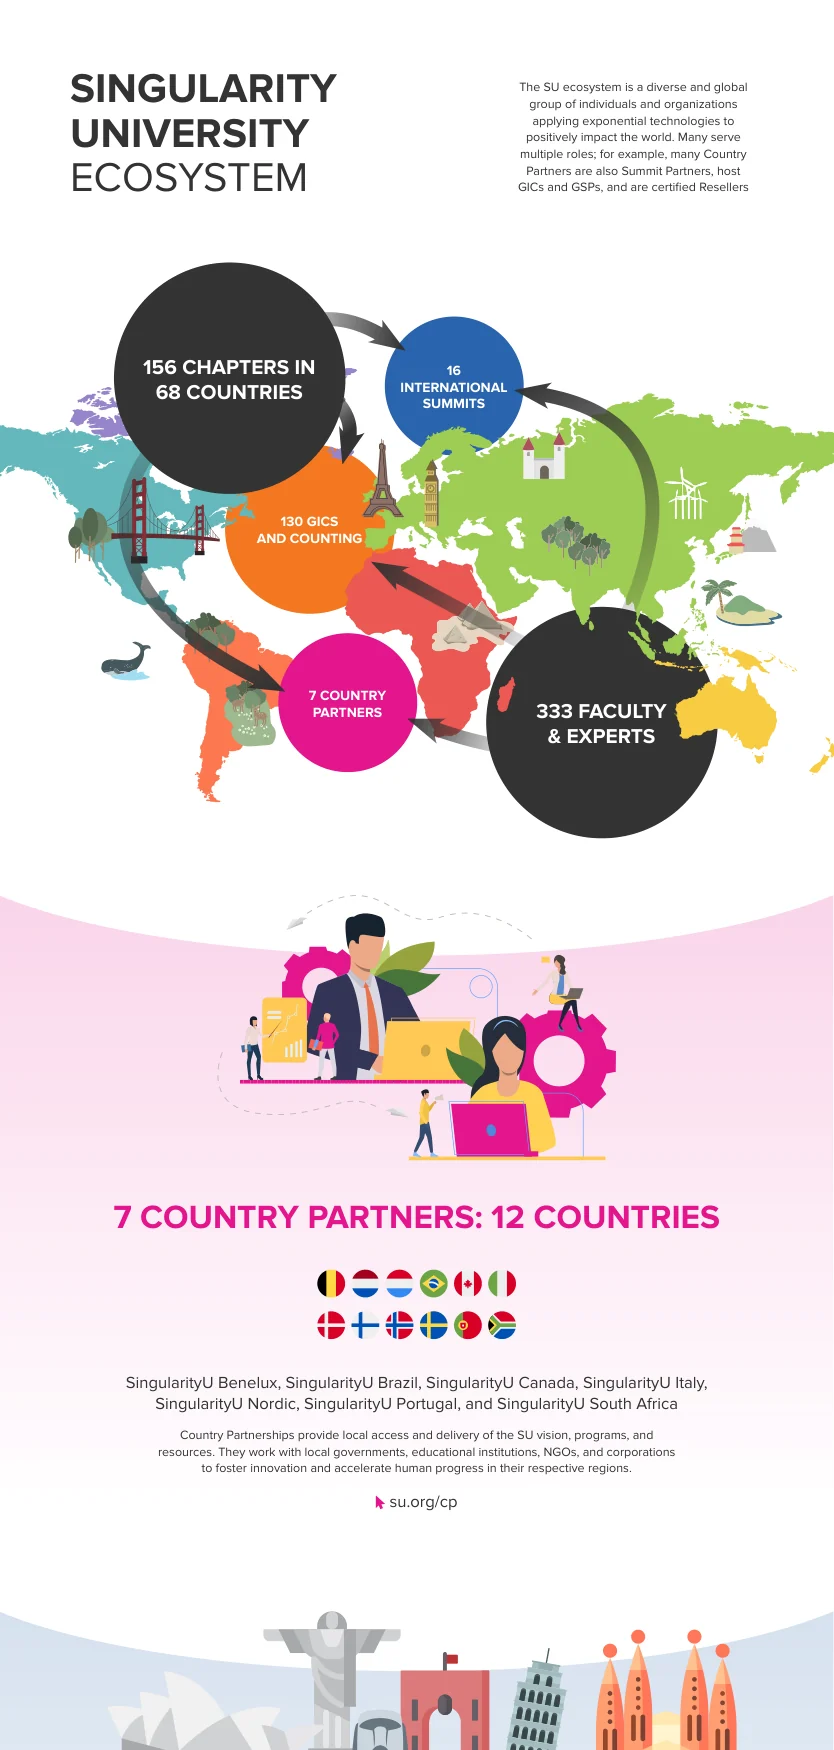 SINGULARITY
UNIVERSITY
ECOSYSTEM
The SU ecosystem is a diverse and global
group of individuals and organizations
applying exponential technologies to
positively impact the world. Many serve
multiple roles; for example, many Country
Partners are also Summit Partners, host
GICs and GSPs, and are certified Resellers
156 CHAPTERS IN
68 COUNTRIES
16
INTERNATIONAL
SUMMITS
130 GICS
AND COUNTING
7 COUNTRY
PARTNERS
333 FACULTY
& EXPERTS
7 COUNTRY PARTNERS: 12 COUNTRIES
SingularityU Benelux, SingularityU Brazil, SingularityU Canada, SingularityU Italy,
SingularityU Nordic, SingularityU Portugal, and SingularityU South Africa
Country Partnerships provide local access and delivery of the SU vision, programs, and
resources. They work with local governments, educational institutions, NGOs, and corporations
to foster innovation and accelerate human progress in their respective regions.
su.org/cp